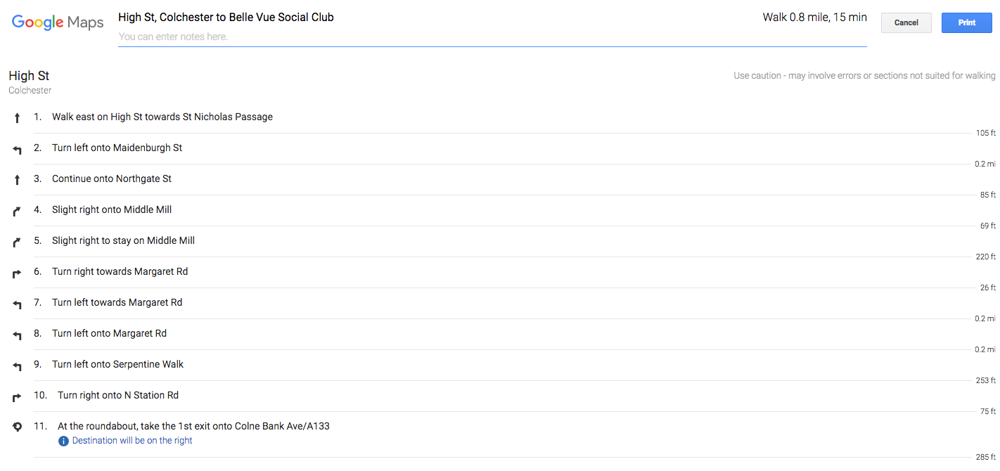 Google Maps
High St, Colchester to Belle Vue Social Club
Walk 0.8 mile, 15 min
Cancel
Print
You can enter notes here.
High St
Colchester
Use caution - may involve errors or sections not suited for walking
1. Walk east on High St towards St Nicholas Passage
105 ft
2. Turn left onto Maidenburgh St
0.2 mi
3. Continue onto Northgate St
85 ft
4. Slight right onto Middle Mill
69 ft
5. Slight right to stay on Middle Mill
220 ft
6. Turn right towards Margaret Rd
26 ft
7. Turn left towards Margaret Rd
0.2 mi
8. Turn left onto Margaret Rd
0.2 mi
9. Turn left onto Serpentine Walk
253 ft
10. Turn right onto N Station Rd
75 ft
11. At the roundabout, take the 1st exit onto Colne Bank Ave/A133
Destination will be on the right
285 ft